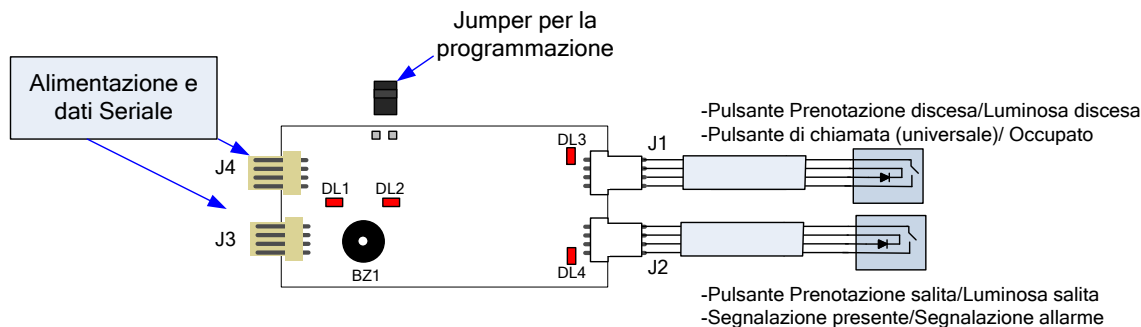 Jumper per la
programmazione
Alimentazione e
dati Seriale
-Pulsante Prenotazione discesa/Luminosa discesa
-Pulsante di chiamata (universale)/ Occupato
DL3
J1
J4
DL1
DL2
J3
BZ1
DL4
J2
-Pulsante Prenotazione salita/Luminosa salita
-Segnalazione presente/Segnalazione allarme